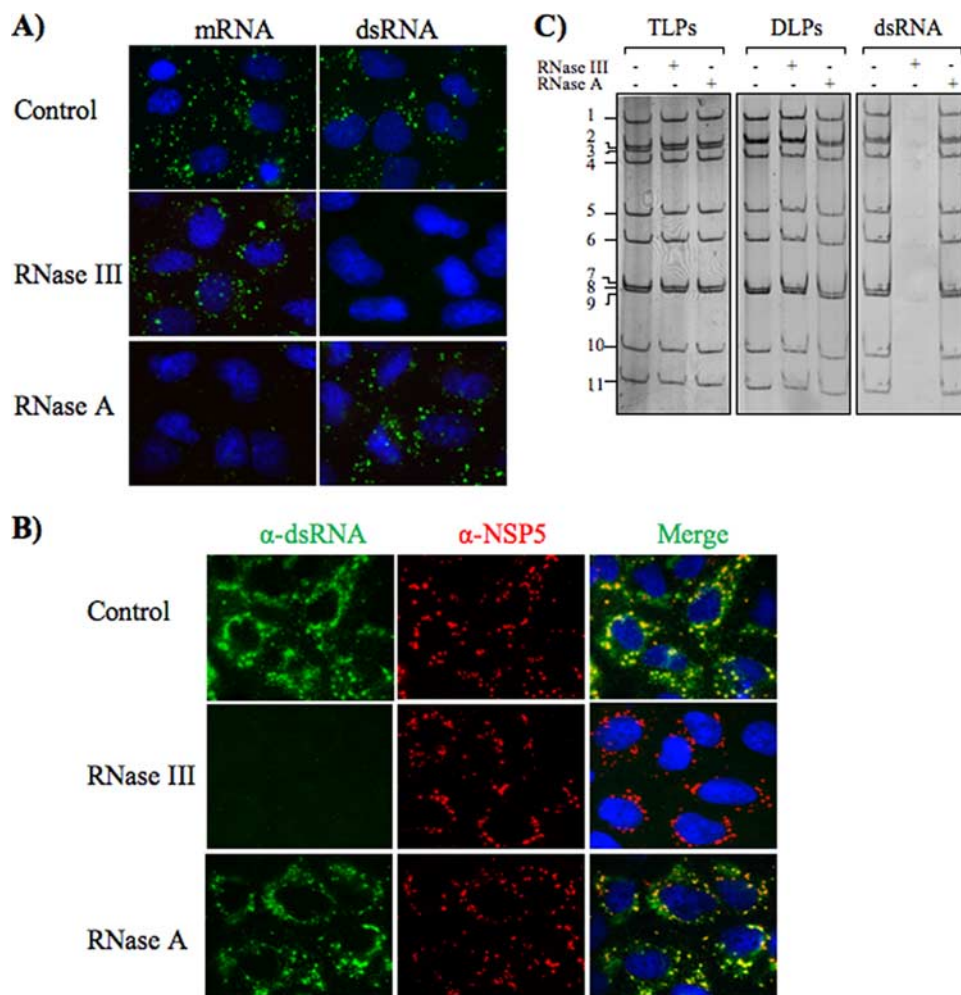 A)
mRNA dsRNA
Control
RNase III
RNase A
C)
TLPs DLPs dsRNA
RNase III - + - - + - - + -
RNase A - - + - - + - - +
1
2
3
4
5
6
7
8
9
10
11
B)
α-dsRNA α-NSP5 Merge
Control
RNase III
RNase A